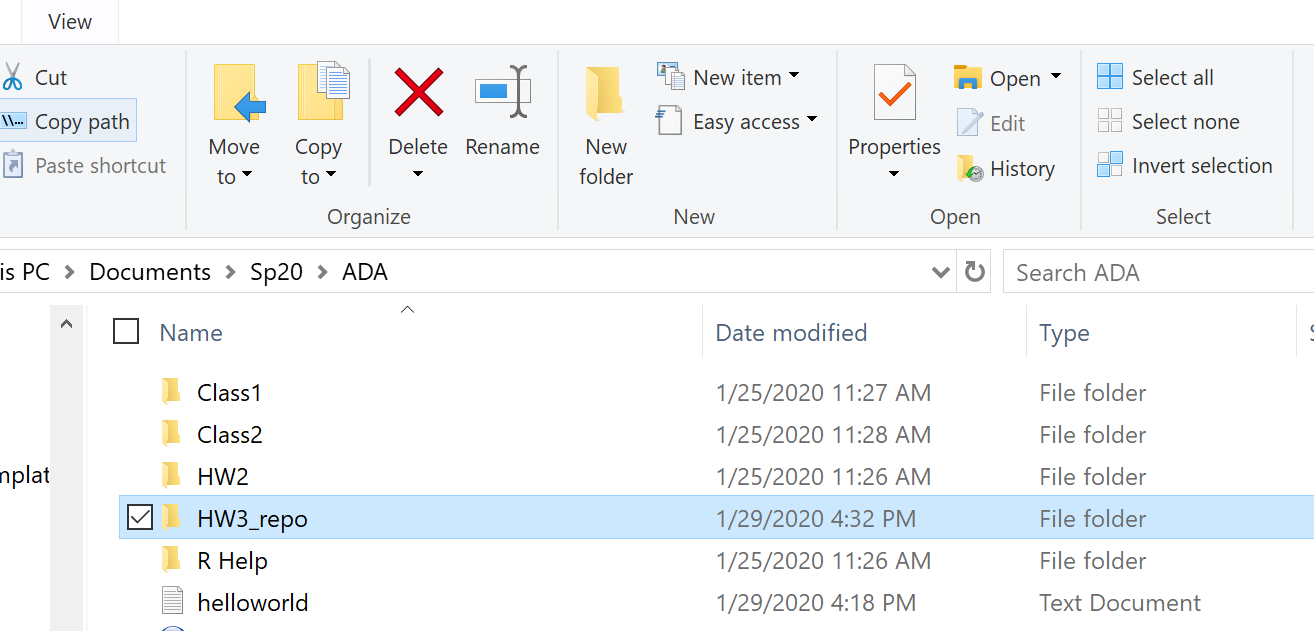 View
Cut
Copy path
Paste shortcut
Move to
Copy to
Delete
Rename
Organize
New folder
New item
Easy access
New
Properties
Open
Edit
History
Open
Select all
Select none
Invert selection
Select
is PC > Documents > Sp20 > ADA
Search ADA
Name Date modified Type
Class1 1/25/2020 11:27 AM File folder
Class2 1/25/2020 11:28 AM File folder
mplat
HW2 1/25/2020 11:26 AM File folder
HW3_repo 1/29/2020 4:32 PM File folder
R Help 1/25/2020 11:26 AM File folder
helloworld 1/29/2020 4:18 PM Text Document